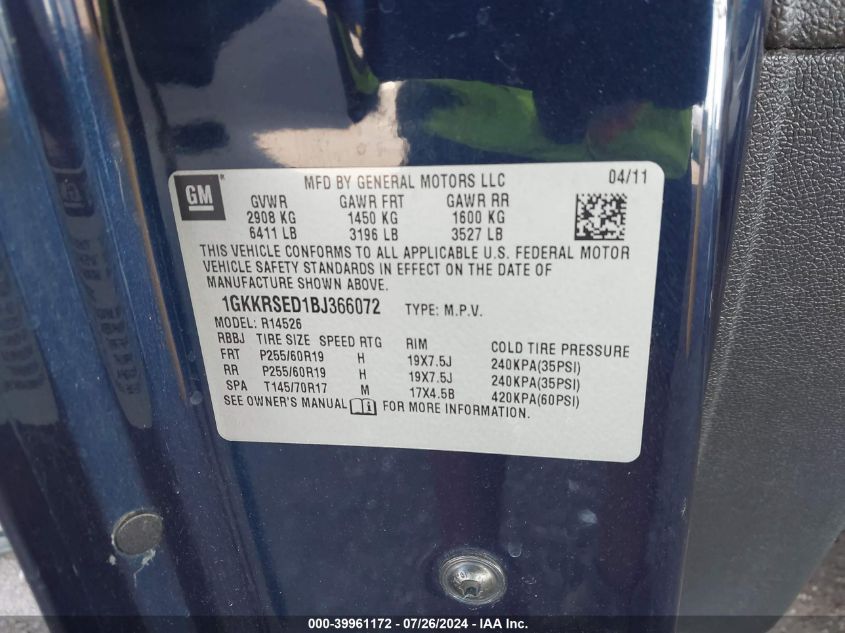 GM ®
MFD BY GENERAL MOTORS LLC 04/11
GVWR GAWR FRT GAWR RR
2908 KG 1450 KG 1600 KG
6411 LB 3196 LB 3527 LB
THIS VEHICLE CONFORMS TO ALL APPLICABLE U.S. FEDERAL MOTOR
VEHICLE SAFETY STANDARDS IN EFFECT ON THE DATE OF
MANUFACTURE SHOWN ABOVE.
1GKKRSED1BJ366072 TYPE: M.P.V.
MODEL: R14526
RBBJ TIRE SIZE SPEED RTG RIM COLD TIRE PRESSURE
FRT P255/60R19 H 19X7.5J 240KPA(35PSI)
RR P255/60R19 H 19X7.5J 240KPA(35PSI)
SPA T145/70R17 M 17X4.5B 420KPA(60PSI)
SEE OWNER'S MANUAL i FOR MORE INFORMATION.
000-39961172 - 07/26/2024 - IAA Inc.